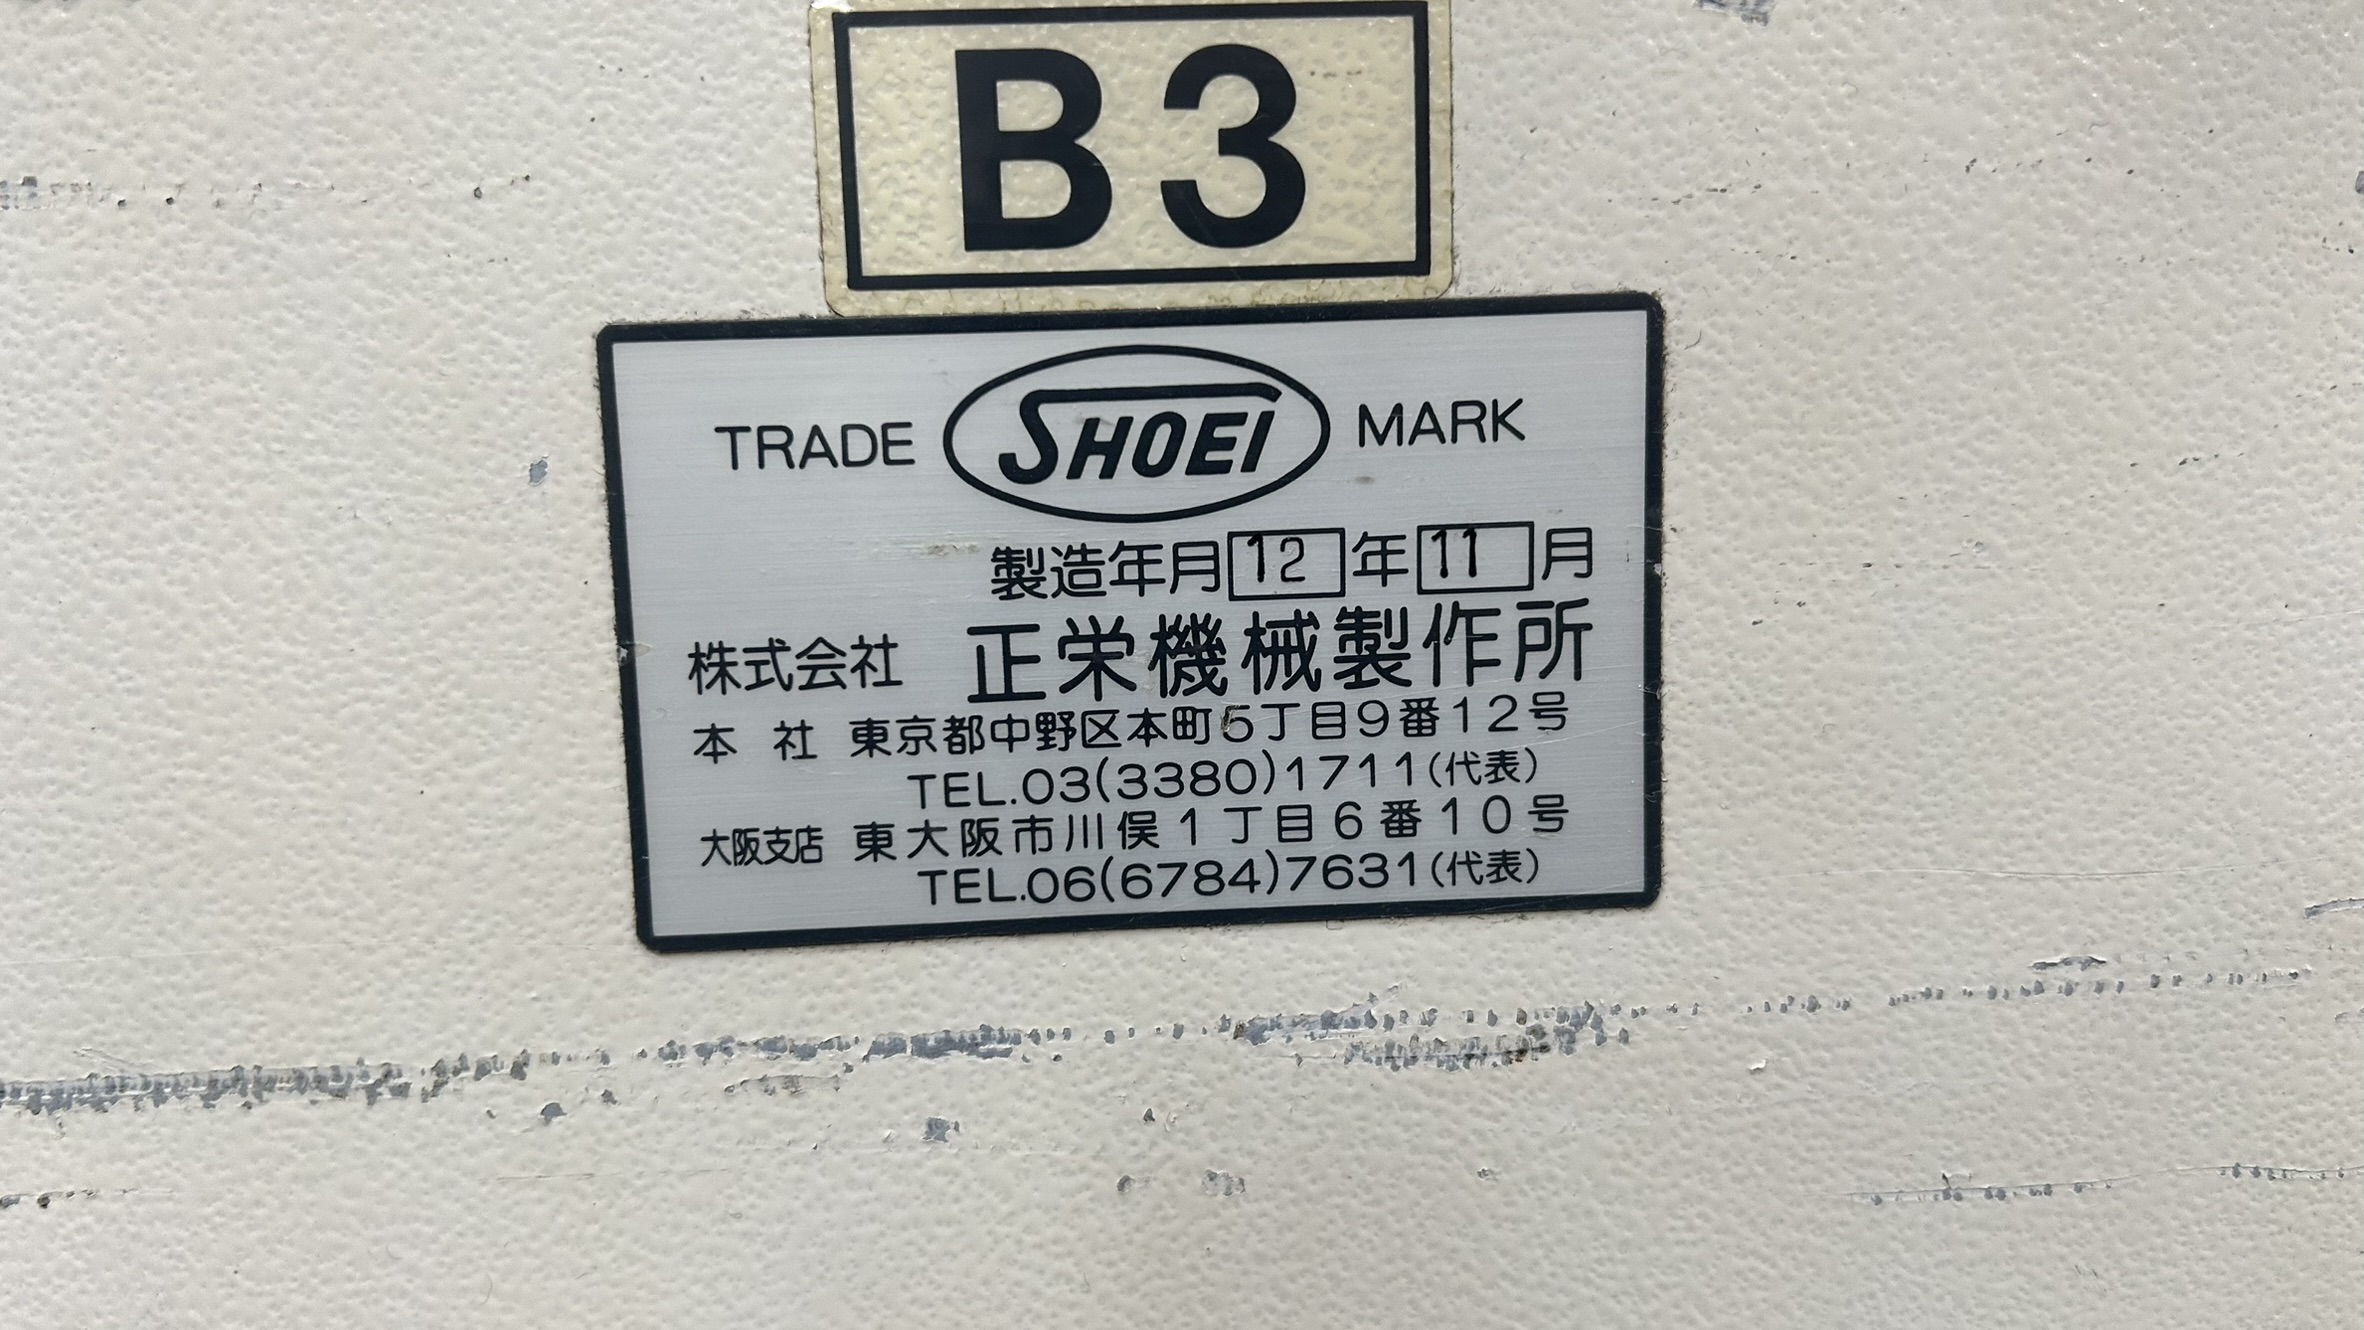 B3
TRADE SHOEI MARK
製造年月 12 年 11 月
株式会社 正栄機械製作所
本社 東京都中野区本町5丁目9番12号
TEL.03(3380)1711(代表)
大阪支店 東大阪市川俣1丁目6番10号
TEL.06(6784)7631(代表)